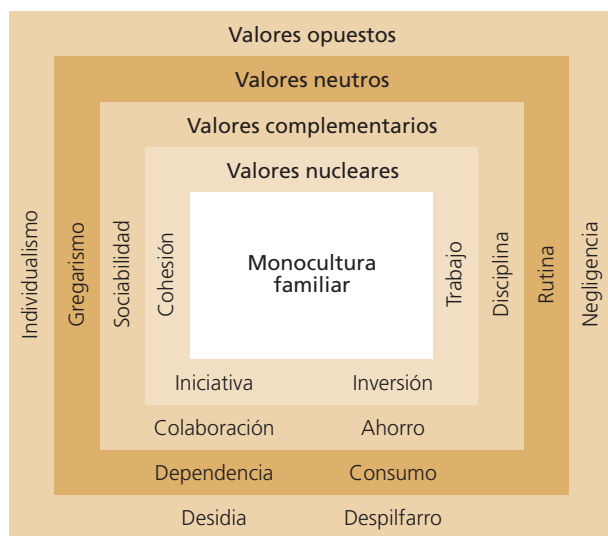 Valores opuestos
Valores neutros
Valores complementarios
Valores nucleares
Individualismo
Gregarismo
Sociabilidad
Cohesión
Monocultura
familiar
Trabajo
Disciplina
Rutina
Negligencia
Iniciativa Inversión
Colaboración Ahorro
Dependencia Consumo
Desidia Despilfarro